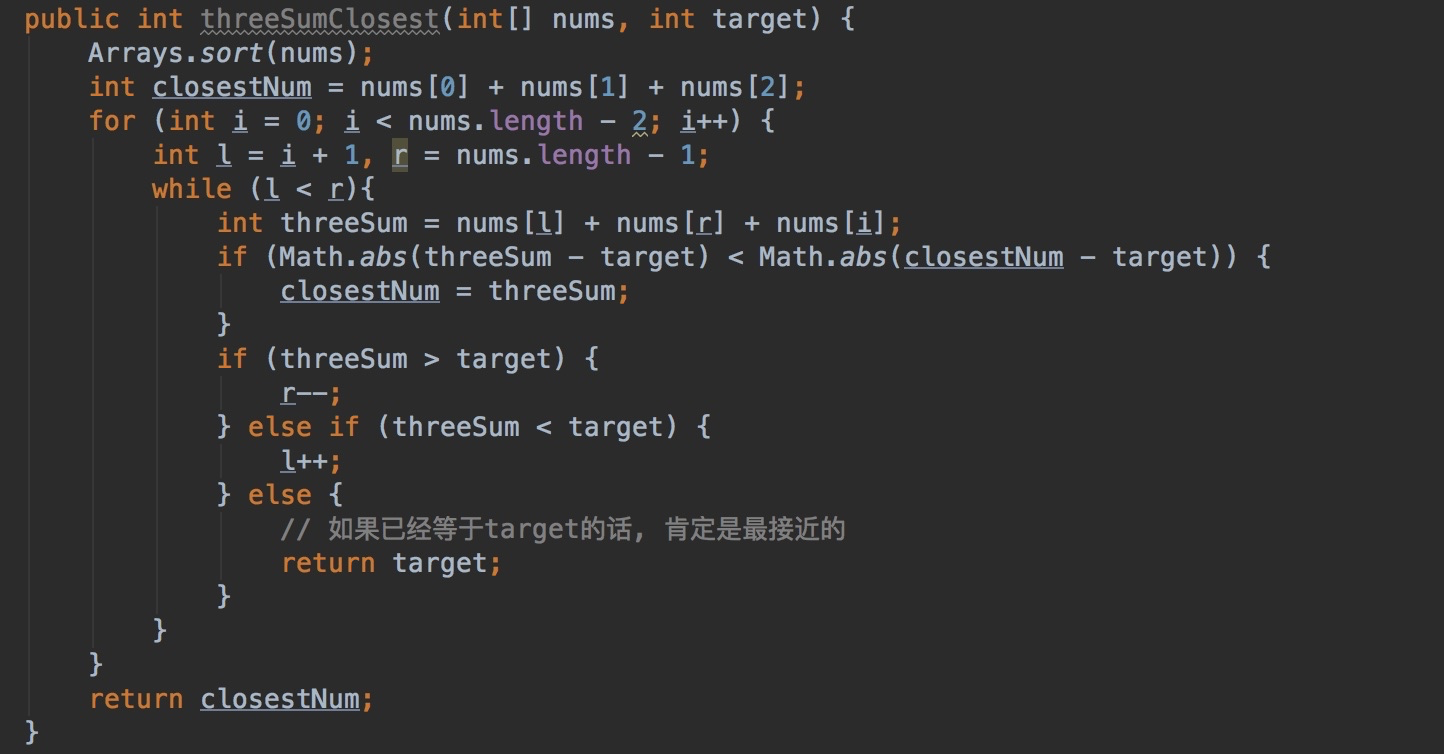 public int threeSumClosest(int[] nums, int target) {
    Arrays.sort(nums);
    int closestNum = nums[0] + nums[1] + nums[2];
    for (int i = 0; i < nums.length - 2; i++) {
        int l = i + 1, r = nums.length - 1;
        while (l < r){
            int threeSum = nums[l] + nums[r] + nums[i];
            if (Math.abs(threeSum - target) < Math.abs(closestNum - target)) {
                closestNum = threeSum;
            }
            if (threeSum > target) {
                r--;
            } else if (threeSum < target) {
                l++;
            } else {
                // 如果已经等于target的话, 肯定是最接近的
                return target;
            }
        }
    }
    return closestNum;
}